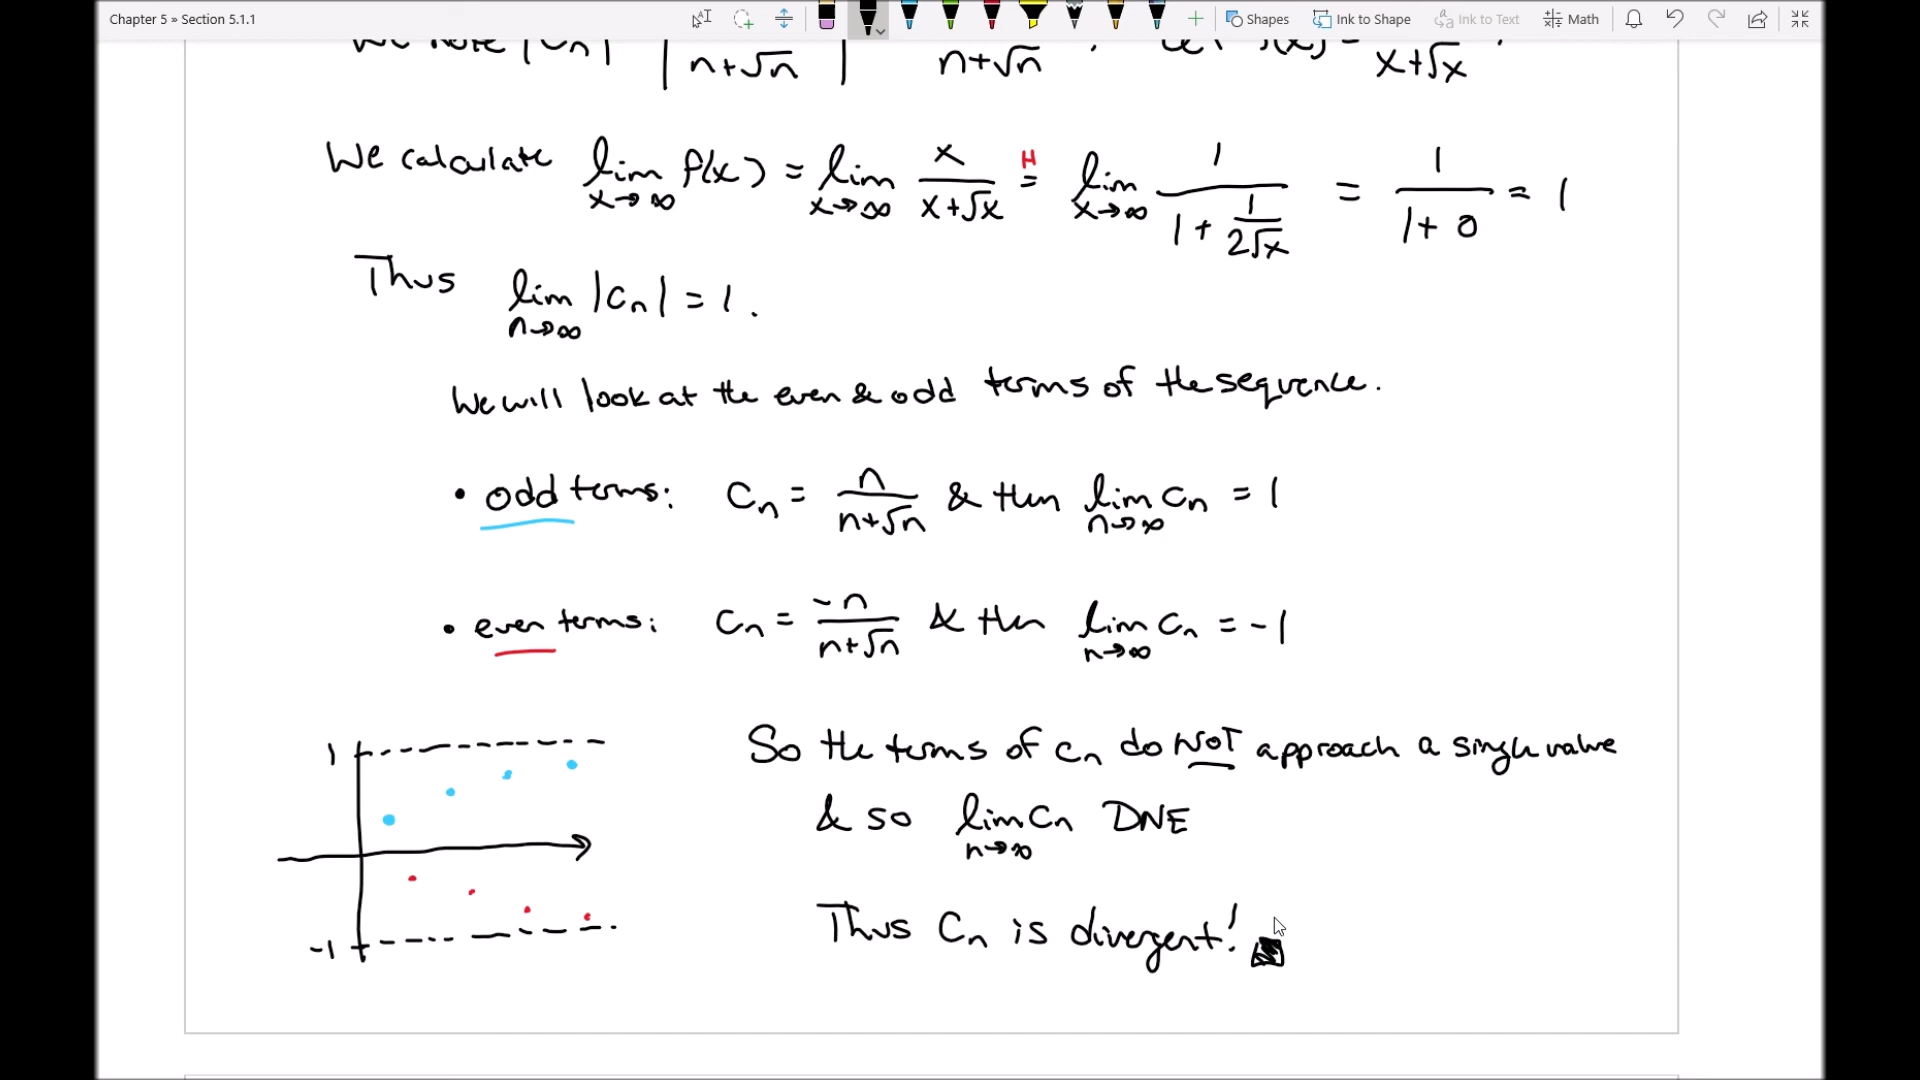 Chapter 5 » Section 5.1.1 Shapes Ink to Shape Ink to Text Math
|cₙ| | n+√n | n+√n . f(x) = x+√x .
We calculate lim x→∞ f(x) = lim x→∞ x/(x+√x) =ᴴ lim x→∞ 1/(1 + 1/(2√x)) = 1/(1+0) = 1
Thus lim n→∞ |cₙ| = 1.
We will look at the even & odd terms of the sequence.
• odd terms: cₙ = n/(n+√n) & then lim n→∞ cₙ = 1
• even terms: cₙ = -n/(n+√n) & then lim n→∞ cₙ = -1
1
-1
So the terms of cₙ do NOT approach a single value
& so lim n→∞ cₙ DNE
Thus Cₙ is divergent!